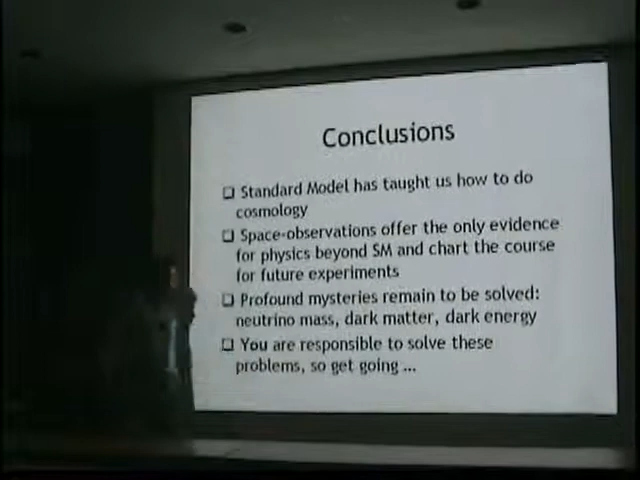 Conclusions
❑ Standard Model has taught us how to do
cosmology
❑ Space-observations offer the only evidence
for physics beyond SM and chart the course
for future experiments
❑ Profound mysteries remain to be solved:
neutrino mass, dark matter, dark energy
❑ You are responsible to solve these
problems, so get going ...